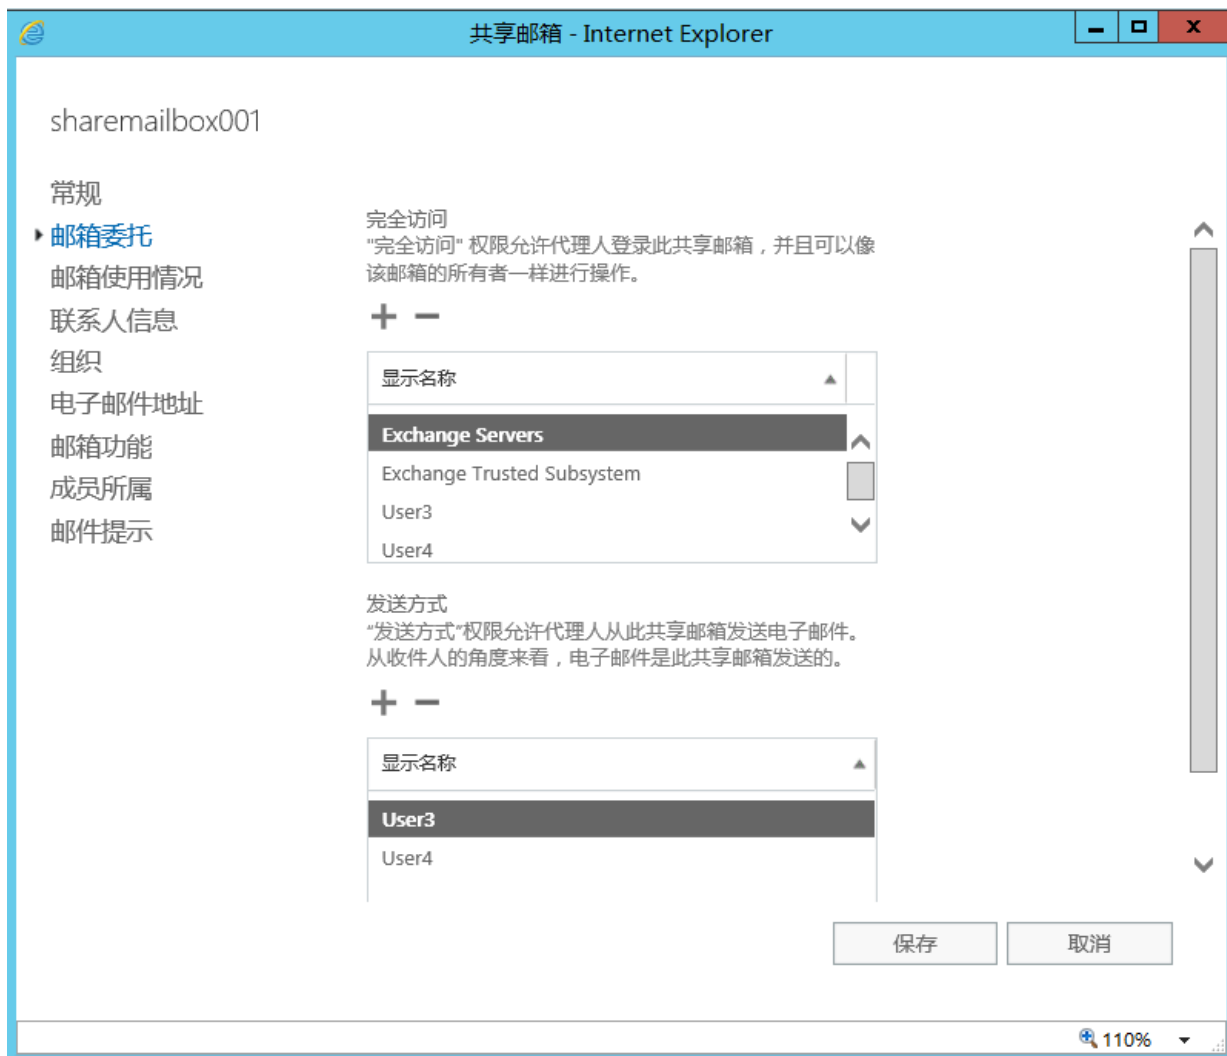 共享邮箱 - Internet Explorer
sharemailbox001
常规
邮箱委托
邮箱使用情况
联系人信息
组织
电子邮件地址
邮箱功能
成员所属
邮件提示
完全访问
"完全访问" 权限允许代理人登录此共享邮箱，并且可以像
该邮箱的所有者一样进行操作。
显示名称
Exchange Servers
Exchange Trusted Subsystem
User3
User4
发送方式
"发送方式"权限允许代理人从此共享邮箱发送电子邮件。
从收件人的角度来看，电子邮件是此共享邮箱发送的。
显示名称
User3
User4
保存
取消
110%